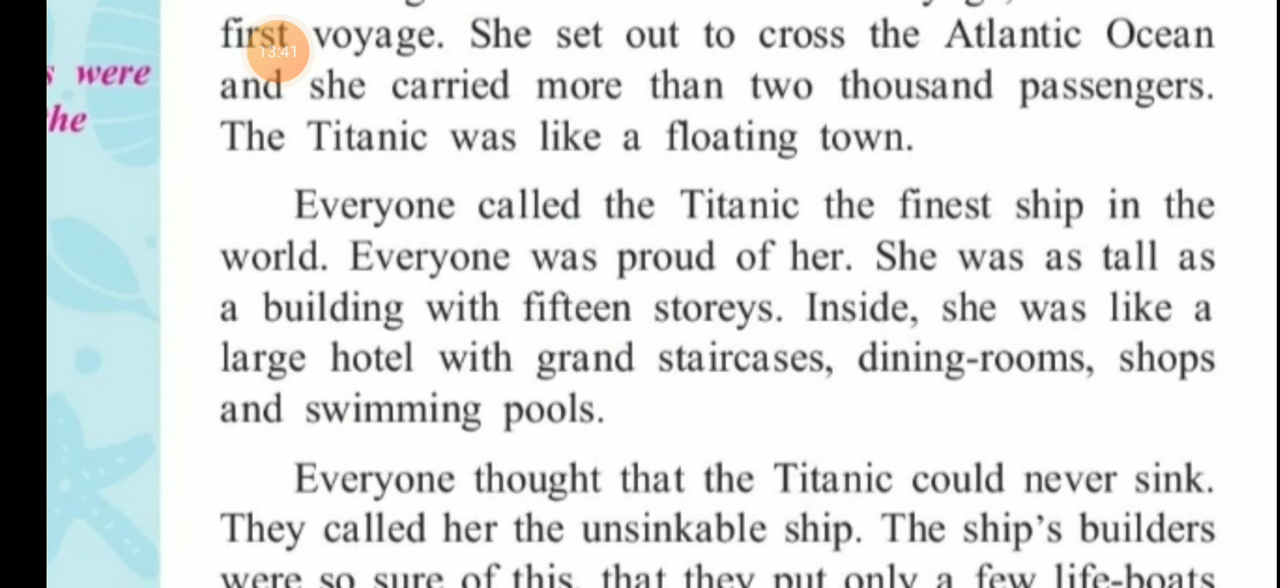 first voyage. She set out to cross the Atlantic Ocean
13:41
s were
and she carried more than two thousand passengers.
the
The Titanic was like a floating town.
Everyone called the Titanic the finest ship in the
world. Everyone was proud of her. She was as tall as
a building with fifteen storeys. Inside, she was like a
large hotel with grand staircases, dining-rooms, shops
and swimming pools.
Everyone thought that the Titanic could never sink.
They called her the unsinkable ship. The ship's builders
were so sure of this, that they put only a few life-boats